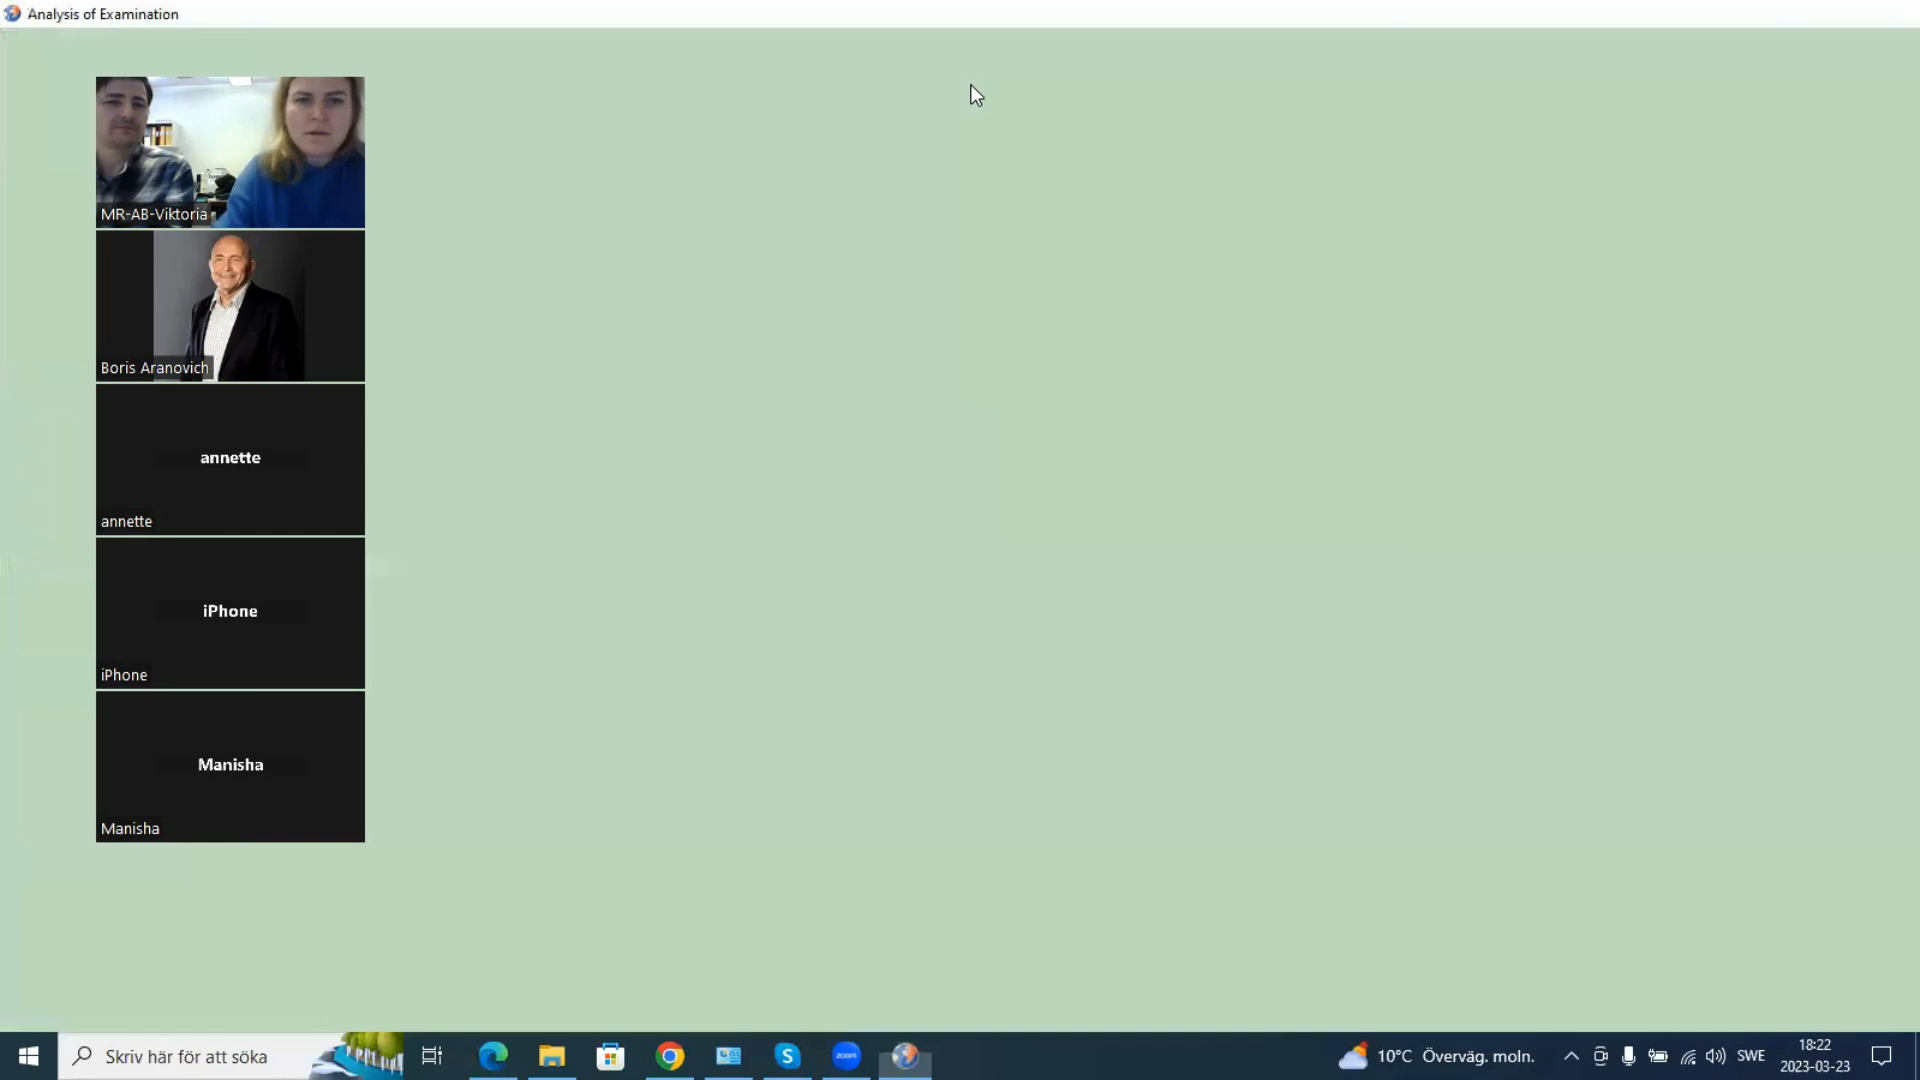 Analysis of Examination
MR-AB-Viktoria
Boris Aranovich
annette
annette
iPhone
iPhone
Manisha
Manisha
Skriv här för att söka
S
zoom
10°C Överväg. moln.
SWE
18:22
2023-03-23